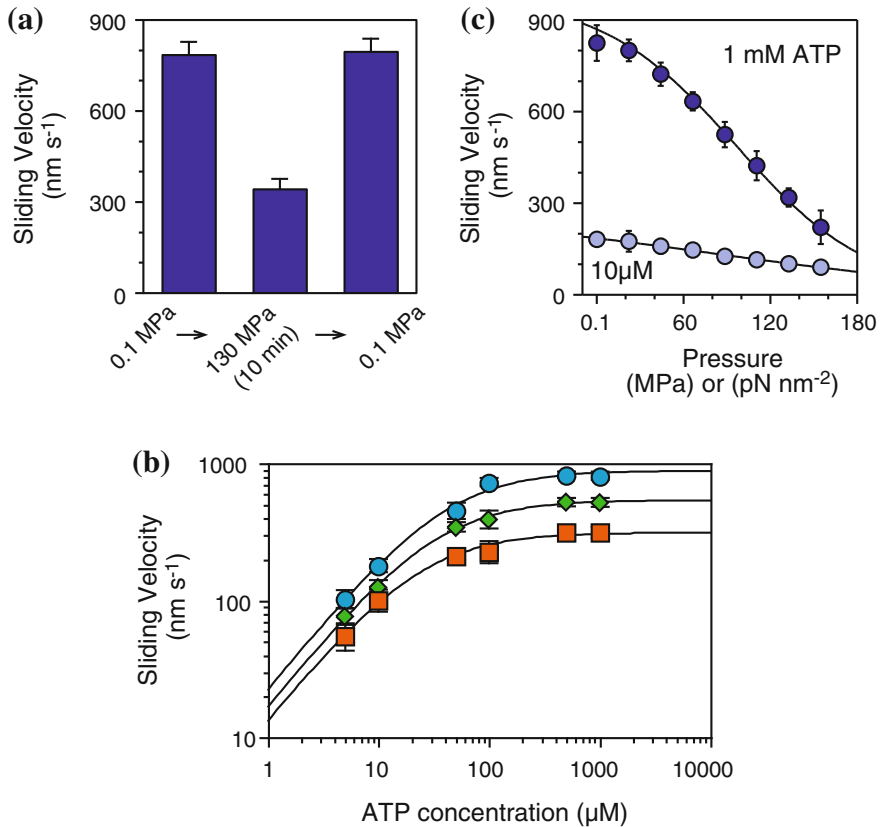 (a)
900
600
300
0
Sliding Velocity
(nm s-1)
0.1 MPa
→
130 MPa
(10 min)
→
0.1 MPa
(c)
900
600
300
0
Sliding Velocity
(nm s-1)
1 mM ATP
10µM
0.1
60
120
180
Pressure
(MPa) or (pN nm-2)
(b)
1000
100
10
Sliding Velocity
(nm s-1)
1
10
100
1000
10000
ATP concentration (µM)